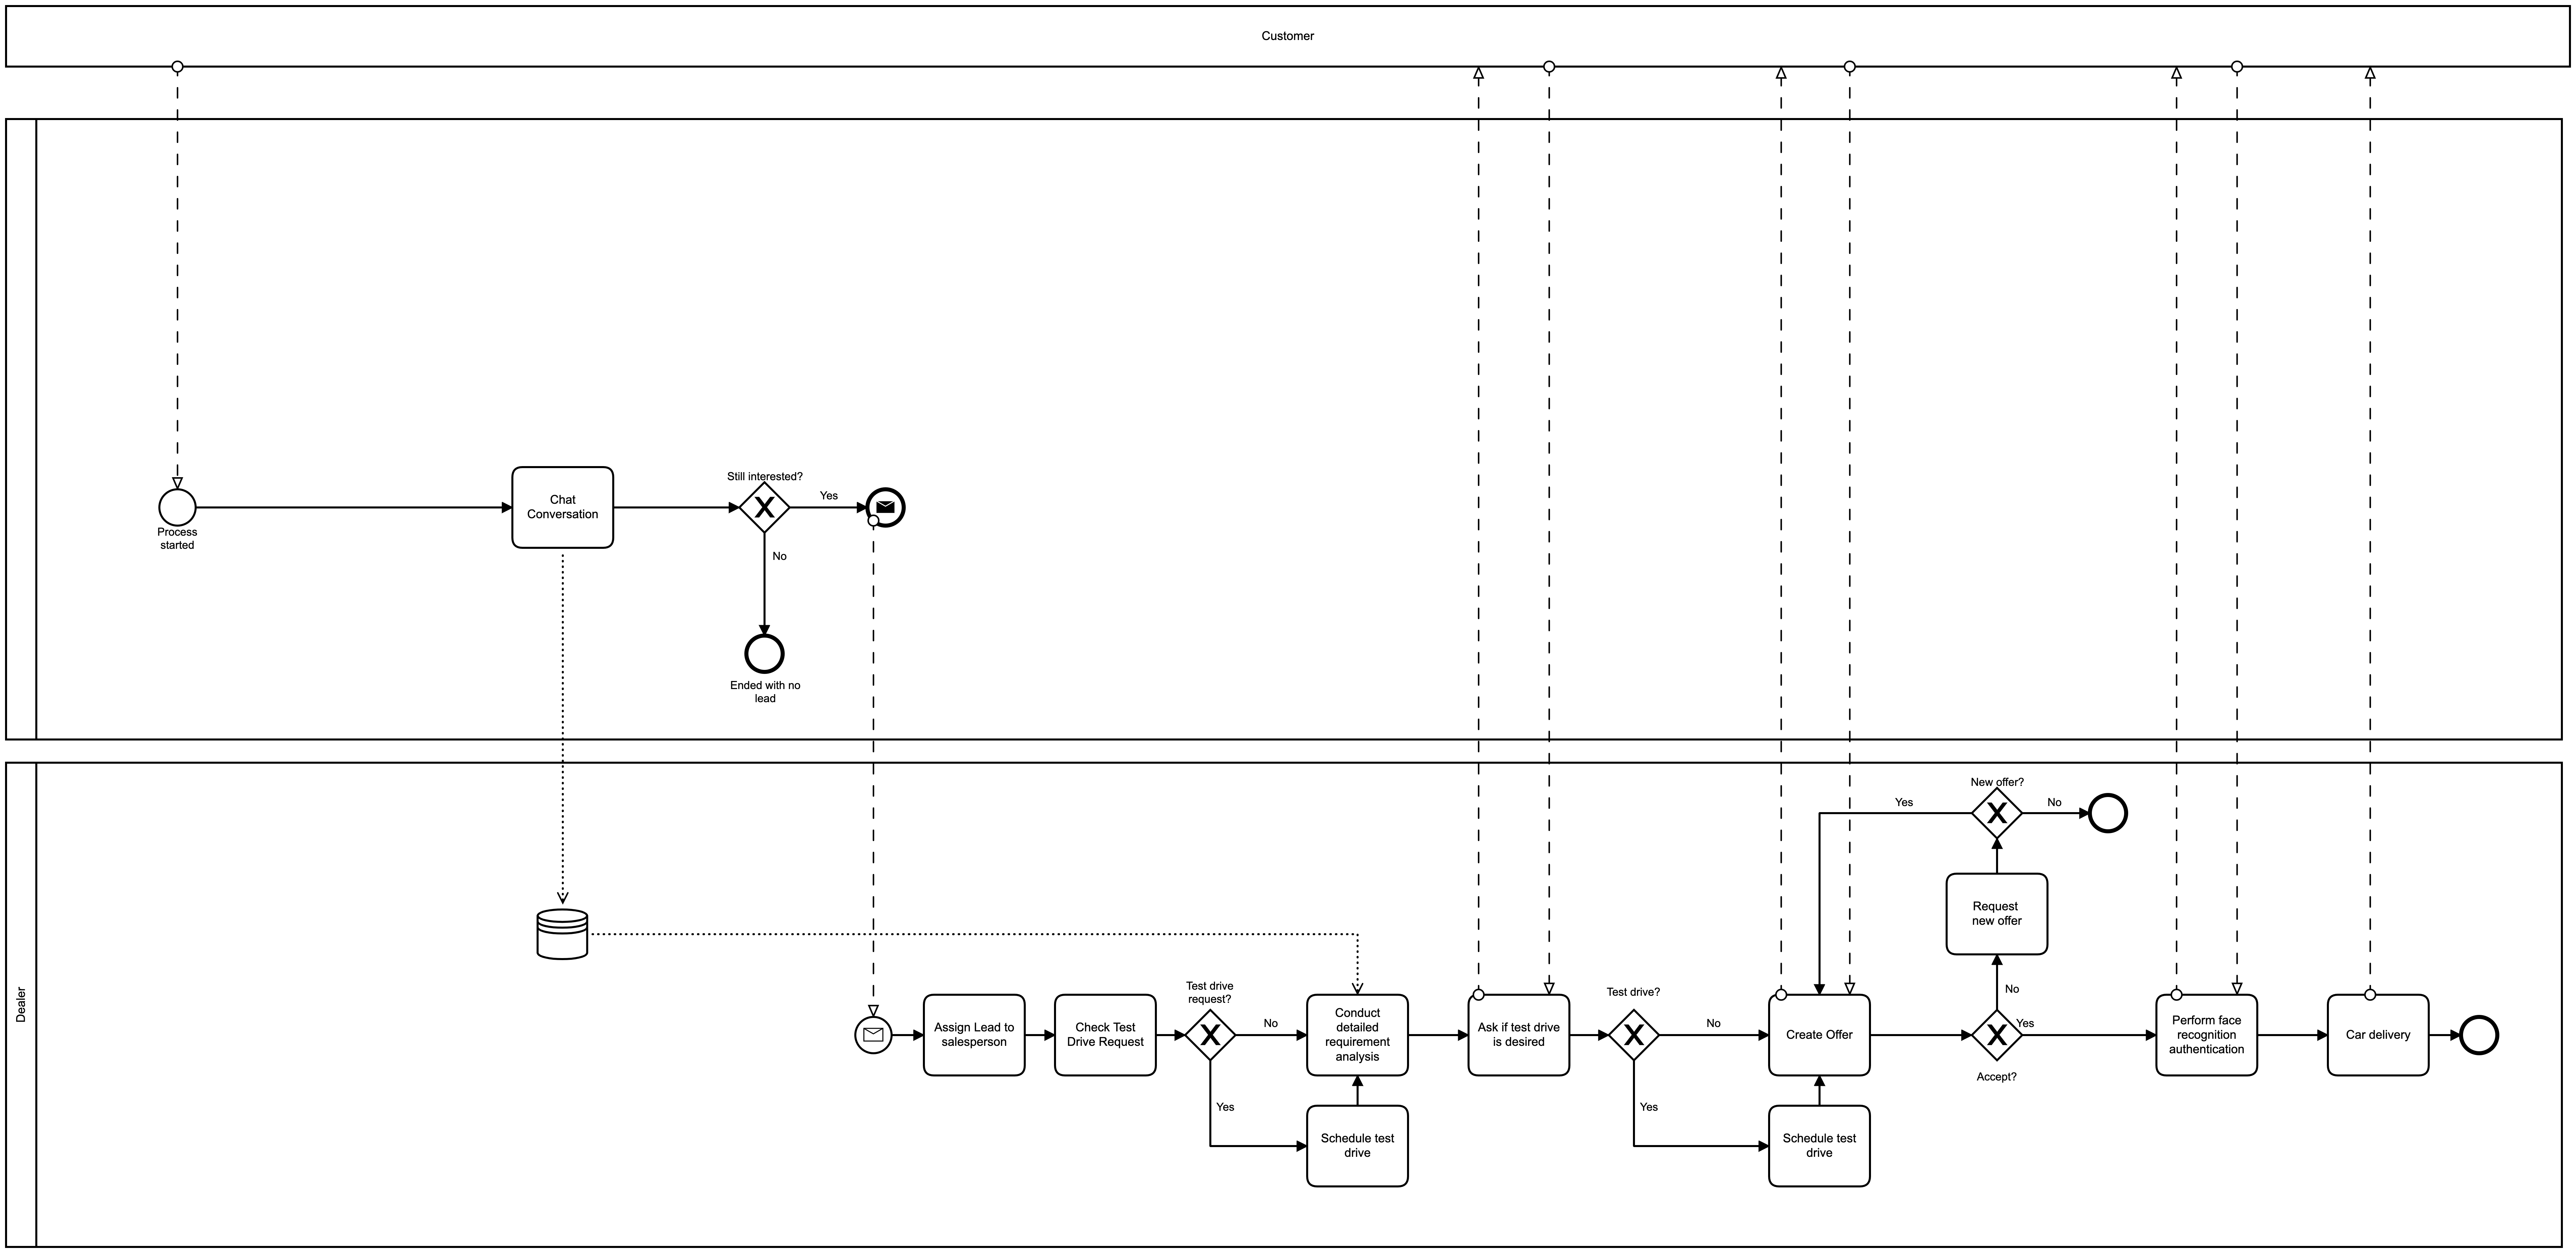 Customer
Process
started
Chat
Conversation
Still interested?
Yes
No
Ended with no
lead
Dealer
Assign Lead to
salesperson
Check Test
Drive Request
Test drive
request?
No
Yes
Conduct
detailed
requirement
analysis
Schedule test
drive
Ask if test drive
is desired
Test drive?
No
Yes
Create Offer
Schedule test
drive
New offer?
Yes
No
Request
new offer
No
Yes
Accept?
Perform face
recognition
authentication
Car delivery